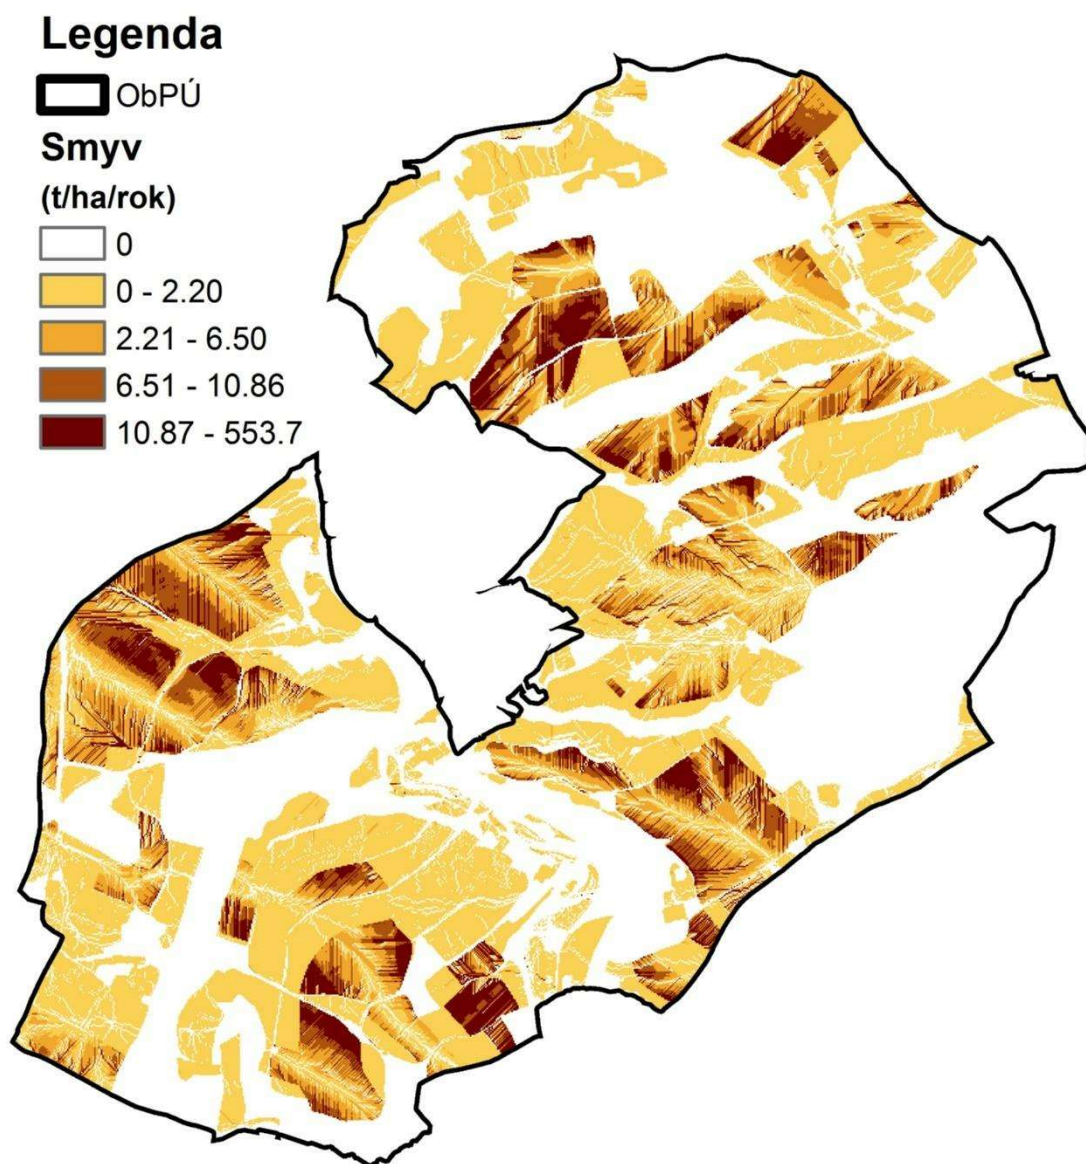 Legenda
ObPÚ
Smyv
(t/ha/rok)
0
0 - 2.20
2.21 - 6.50
6.51 - 10.86
10.87 - 553.7